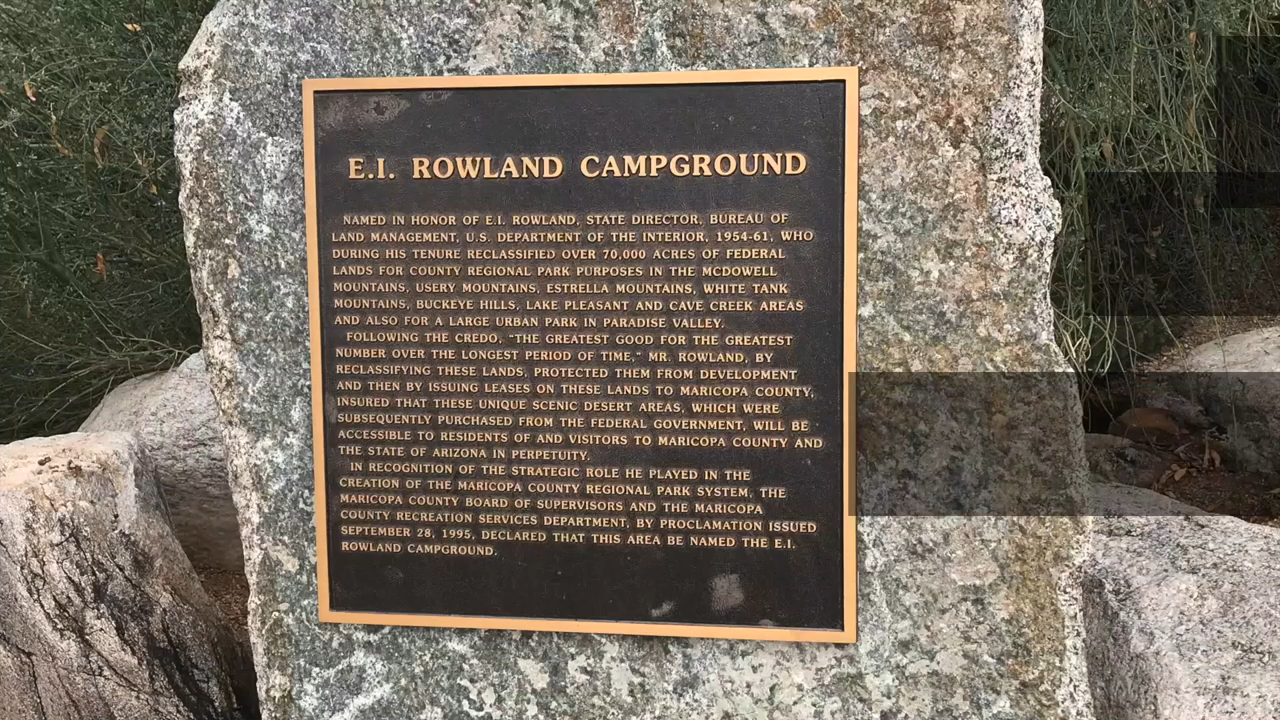 E.I. ROWLAND CAMPGROUND
NAMED IN HONOR OF E.I. ROWLAND, STATE DIRECTOR, BUREAU OF
LAND MANAGEMENT, U.S. DEPARTMENT OF THE INTERIOR, 1954-61, WHO
DURING HIS TENURE RECLASSIFIED OVER 70,000 ACRES OF FEDERAL
LANDS FOR COUNTY REGIONAL PARK PURPOSES IN THE MCDOWELL
MOUNTAINS, USERY MOUNTAINS, ESTRELLA MOUNTAINS, WHITE TANK
MOUNTAINS, BUCKEYE HILLS, LAKE PLEASANT AND CAVE CREEK AREAS
AND ALSO FOR A LARGE URBAN PARK IN PARADISE VALLEY.
FOLLOWING THE CREDO, "THE GREATEST GOOD FOR THE GREATEST
NUMBER OVER THE LONGEST PERIOD OF TIME," MR. ROWLAND, BY
RECLASSIFYING THESE LANDS, PROTECTED THEM FROM DEVELOPMENT
AND THEN BY ISSUING LEASES ON THESE LANDS TO MARICOPA COUNTY,
INSURED THAT THESE UNIQUE SCENIC DESERT AREAS, WHICH WERE
SUBSEQUENTLY PURCHASED FROM THE FEDERAL GOVERNMENT, WILL BE
ACCESSIBLE TO RESIDENTS OF AND VISITORS TO MARICOPA COUNTY AND
THE STATE OF ARIZONA IN PERPETUITY.
IN RECOGNITION OF THE STRATEGIC ROLE HE PLAYED IN THE
CREATION OF THE MARICOPA COUNTY REGIONAL PARK SYSTEM, THE
MARICOPA COUNTY BOARD OF SUPERVISORS AND THE MARICOPA
COUNTY RECREATION SERVICES DEPARTMENT, BY PROCLAMATION ISSUED
SEPTEMBER 28, 1995, DECLARED THAT THIS AREA BE NAMED THE E.I.
ROWLAND CAMPGROUND.